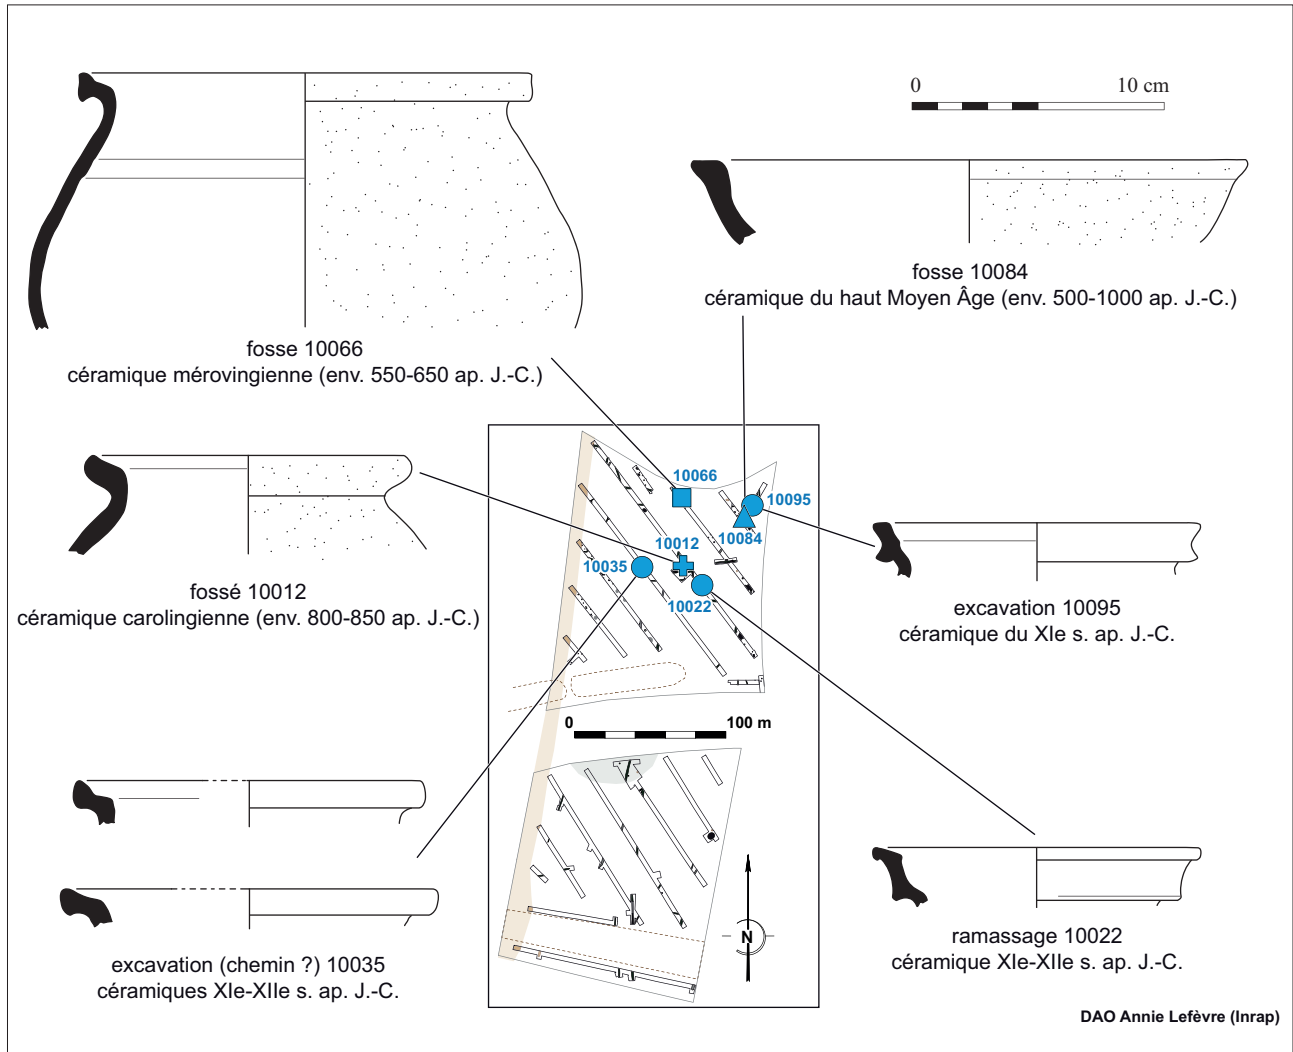 0 10 cm
fosse 10084
céramique du haut Moyen Âge (env. 500-1000 ap. J.-C.)
fosse 10066
céramique mérovingienne (env. 550-650 ap. J.-C.)
10066
10095
10084
10012
10035
10022
fossé 10012
céramique carolingienne (env. 800-850 ap. J.-C.)
excavation 10095
céramique du XIe s. ap. J.-C.
0 100 m
N
excavation (chemin ?) 10035
céramiques XIe-XIIe s. ap. J.-C.
ramassage 10022
céramique XIe-XIIe s. ap. J.-C.
DAO Annie Lefèvre (Inrap)